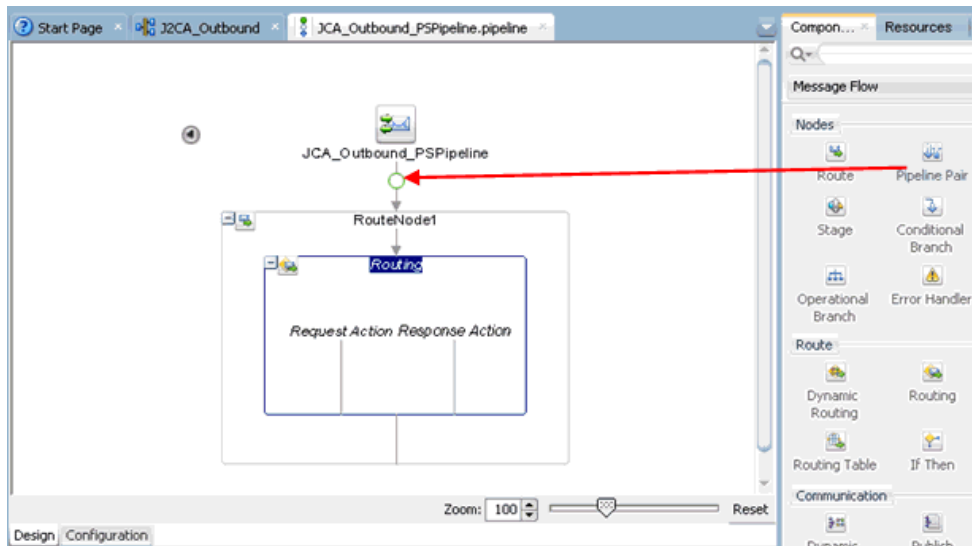 Start Page J2CA_Outbound JCA_Outbound_PSPipeline.pipeline
JCA_Outbound_PSPipeline
RouteNode1
Routing
Request Action Response Action
Zoom: 100 Reset
Design Configuration
Compon... Resources
Message Flow
Nodes
Route Pipeline Pair
Stage Conditional
Branch
Operational Error Handler
Branch
Route
Dynamic Routing
Routing
Routing Table If Then
Communication
Dynamic Publish